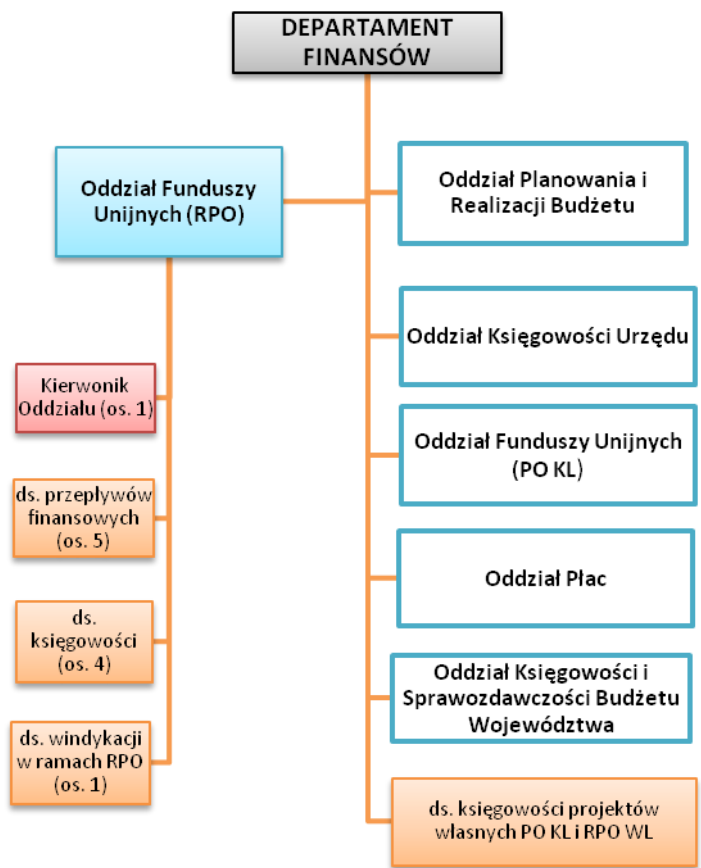 DEPARTAMENT
FINANSÓW
Oddział Funduszy
Unijnych (RPO)
Kierwonik
Oddziału (os. 1)
ds. przepływów
finansowych
(os. 5)
ds.
księgowości
(os. 4)
ds. windykacji
w ramach RPO
(os. 1)
Oddział Planowania i
Realizacji Budżetu
Oddział Księgowości Urzędu
Oddział Funduszy Unijnych
(PO KL)
Oddział Płac
Oddział Księgowości i
Sprawozdawczości Budżetu
Województwa
ds. księgowości projektów
własnych PO KL i RPO WL